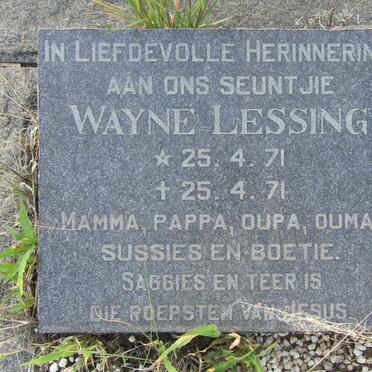 IN LIEFDEVOLLE HERINNERIN
AAN ONS SEUNTJIE
WAYNE LESSING
* 25. 4. 71
✝ 25. 4. 71
MAMMA, PAPPA, OUPA, OUMA
SUSSIES EN BOETIE.
SAGGIES EN TEER IS
DIE ROEPSTEM VAN JESUS